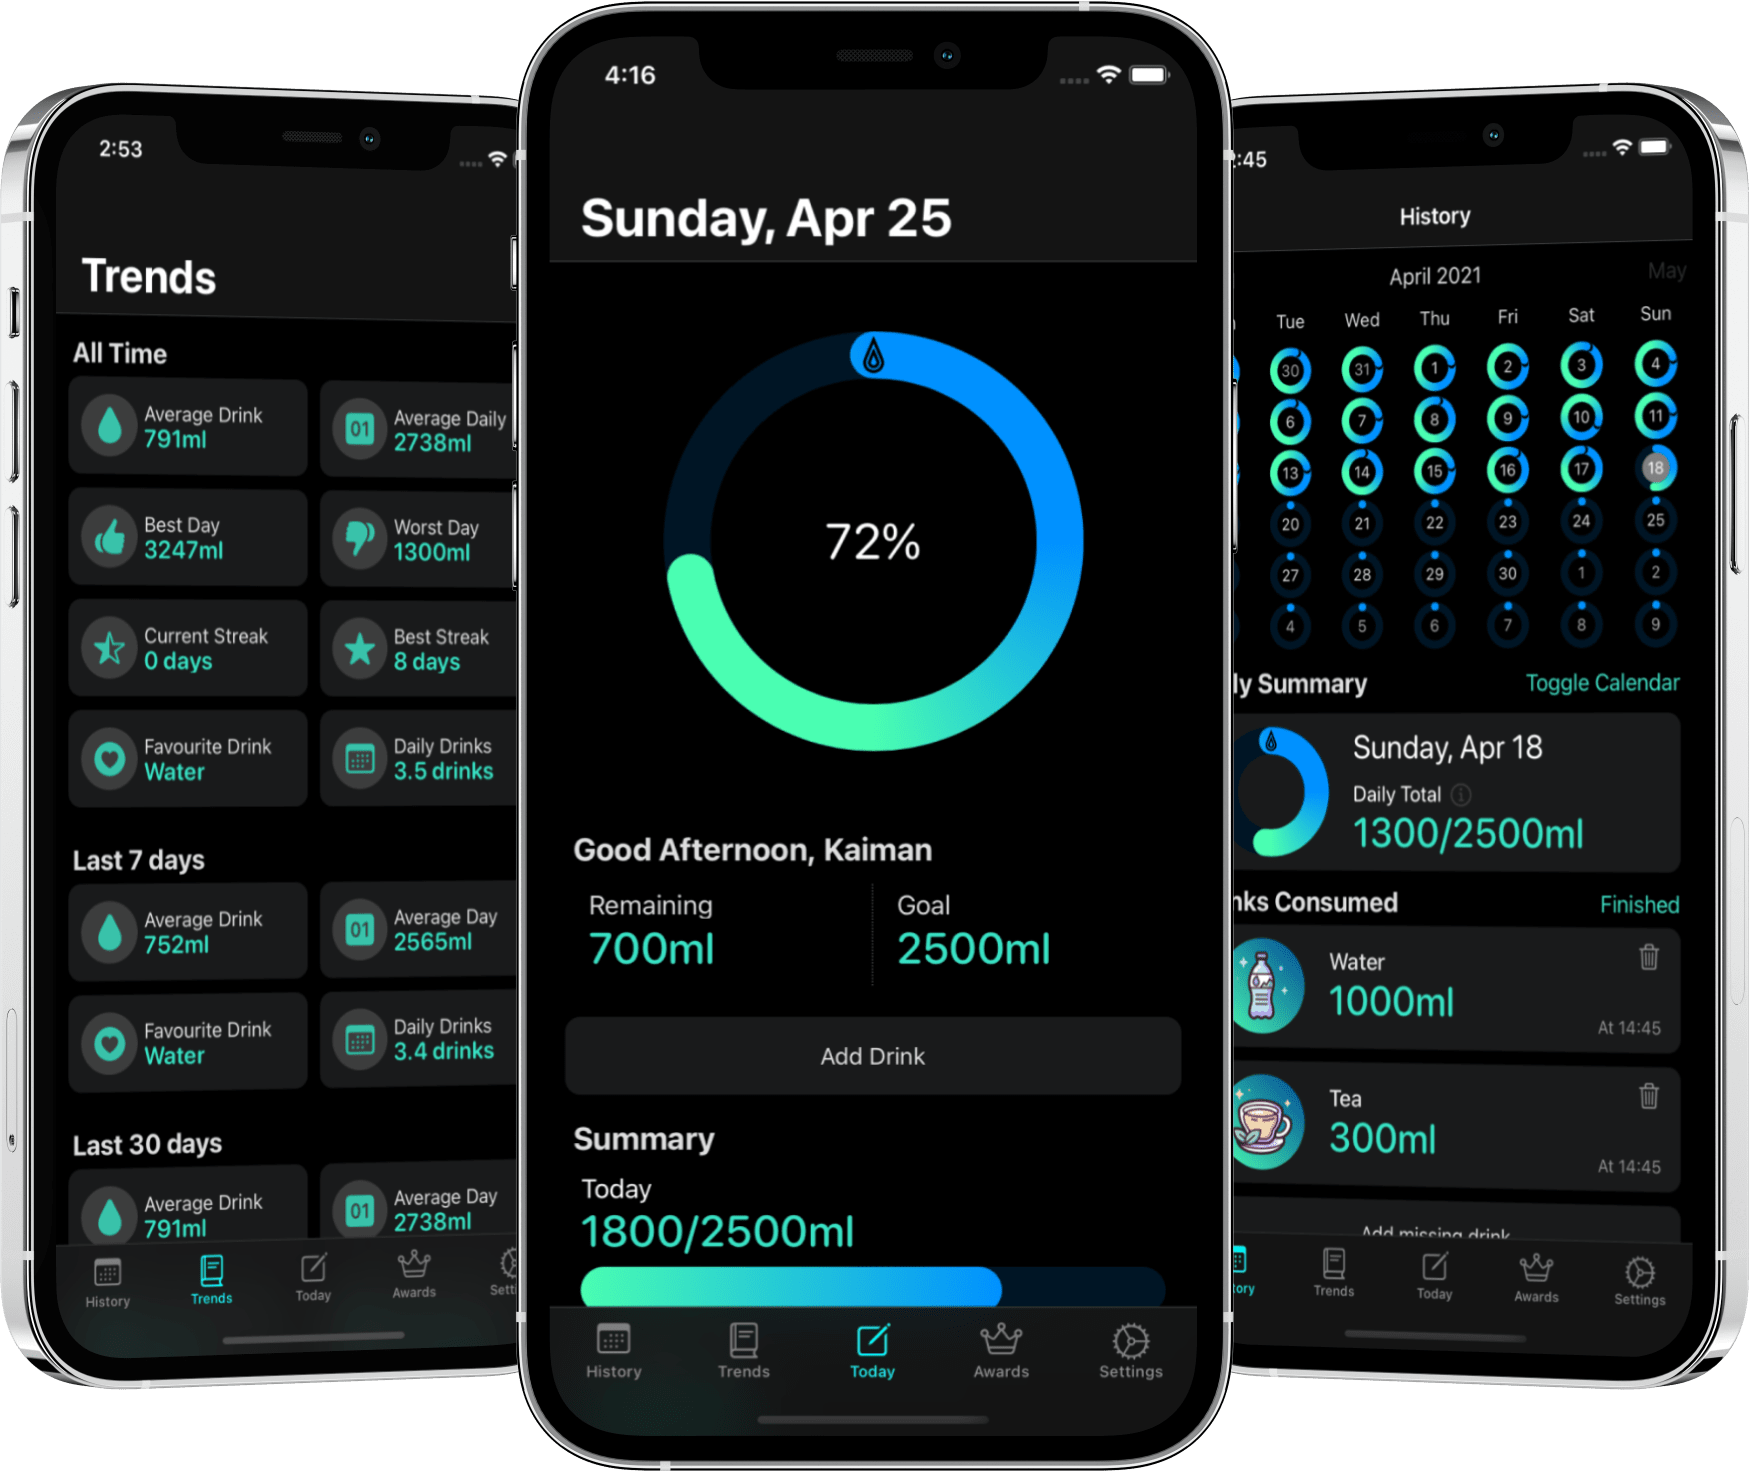 2:53
Trends
All Time
Average Drink
791ml
Average Daily
2738ml
Best Day
3247ml
Worst Day
1300ml
Current Streak
0 days
Best Streak
8 days
Favourite Drink
Water
Daily Drinks
3.5 drinks
Last 7 days
Average Drink
752ml
01
Average Day
2565ml
Favourite Drink
Water
Daily Drinks
3.4 drinks
Last 30 days
Average Drink
791ml
01
Average Day
2738ml
History
Trends
Today
Awards
4:16
Sunday, Apr 25
72%
Good Afternoon, Kaiman
Remaining
700ml
Goal
2500ml
Add Drink
Summary
Today
1800/2500ml
History
Trends
Today
Awards
Settings
:45
History
April 2021
May
Tue Wed Thu Fri Sat Sun
30 31 1 2 3 4
6 7 8 9 10 11
13 14 15 16 17 18
20 21 22 23 24 25
27 28 29 30 1 2
4 5 6 7 8 9
ly Summary
Toggle Calendar
Sunday, Apr 18
Daily Total
1300/2500ml
nks Consumed
Finished
Water
1000ml
At 14:45
Tea
300ml
At 14:45
Add missing drink
tory
Trends
Today
Awards
Settings